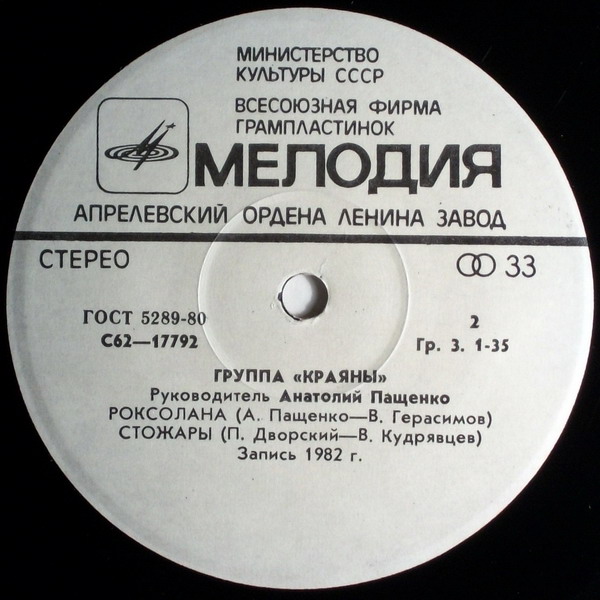 МИНИСТЕРСТВО
КУЛЬТУРЫ СССР
ВСЕСОЮЗНАЯ ФИРМА
ГРАМПЛАСТИНОК
МЕЛОДИЯ
АПРЕЛЕВСКИЙ ОРДЕНА ЛЕНИНА ЗАВОД
СТЕРЕО
33
ГОСТ 5289-80
С62—17792
2
Гр. 3. 1-35
ГРУППА «КРАЯНЫ»
Руководитель Анатолий Пащенко
РОКСОЛАНА (А. Пащенко—В. Герасимов)
СТОЖАРЫ (П. Дворский—В. Кудрявцев)
Запись 1982 г.